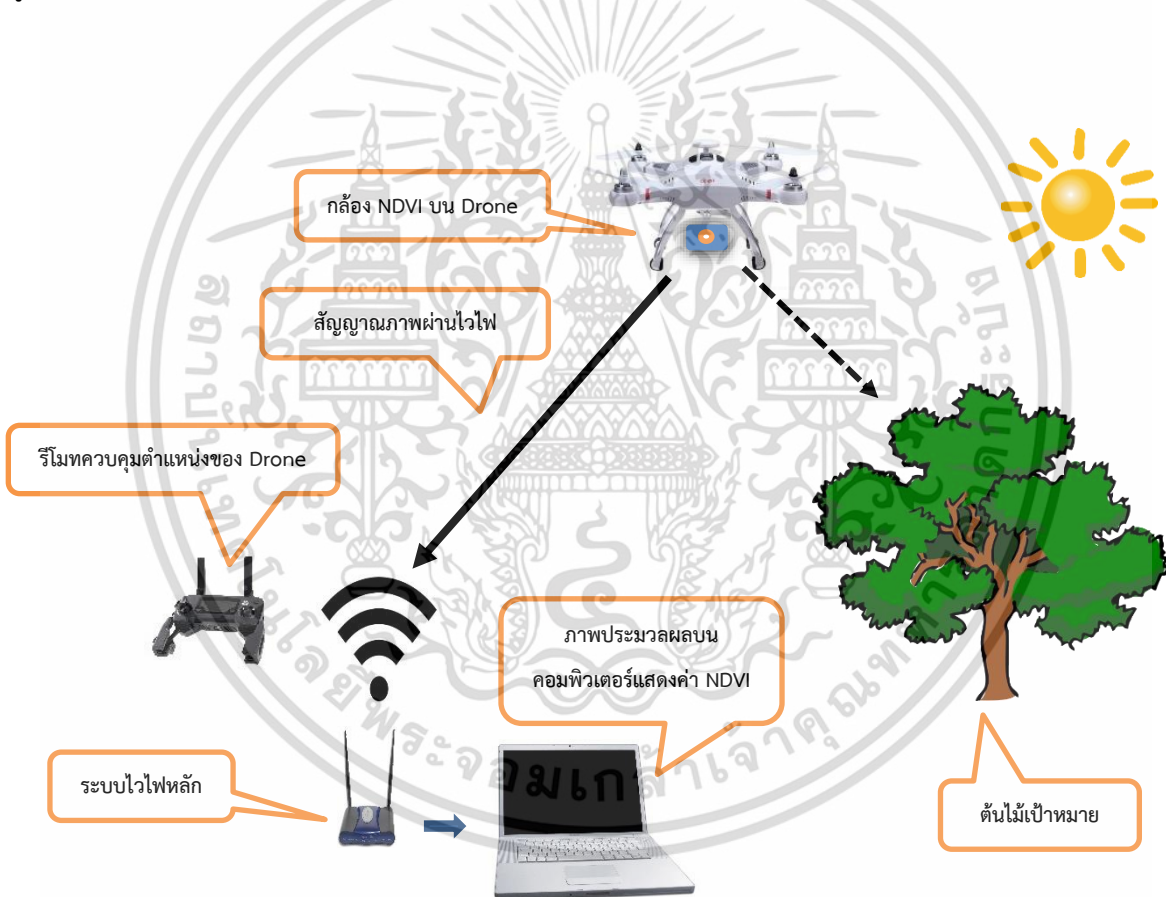 กล้อง NDVI บน Drone
สัญญาณภาพผ่านไวไฟ
รีโมทควบคุมตำแหน่งของ Drone
ภาพประมวลผลบน
คอมพิวเตอร์แสดงค่า NDVI
ระบบไวไฟหลัก
ต้นไม้เป้าหมาย